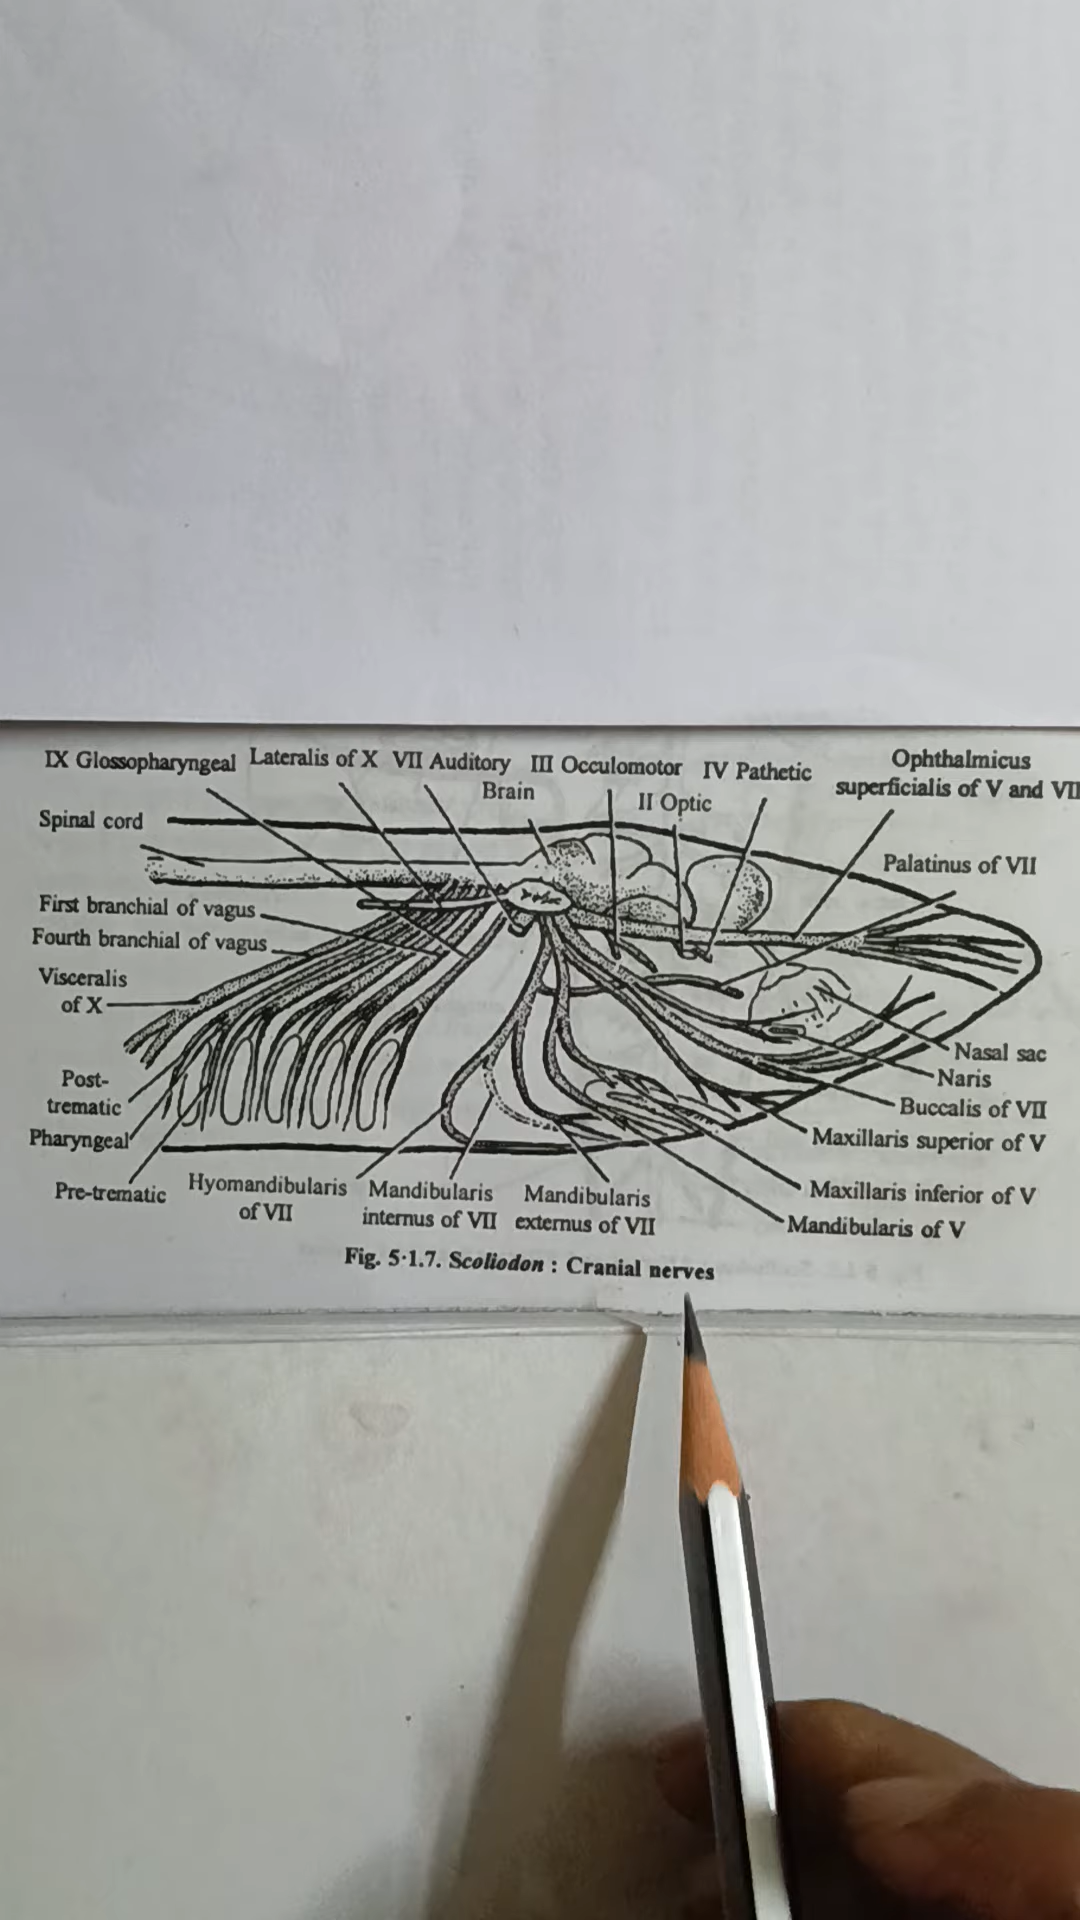 IX Glossopharyngeal
Lateralis of X
VII Auditory
III Occulomotor
IV Pathetic
Ophthalmicus
superficialis of V and VII
Brain
II Optic
Spinal cord
Palatinus of VII
First branchial of vagus
Fourth branchial of vagus
Visceralis
of X
Nasal sac
Naris
Post-
trematic
Buccalis of VII
Pharyngeal
Maxillaris superior of V
Pre-trematic
Hyomandibularis
of VII
Mandibularis
internus of VII
Mandibularis
externus of VII
Maxillaris inferior of V
Mandibularis of V
Fig. 5·1.7. Scoliodon : Cranial nerves